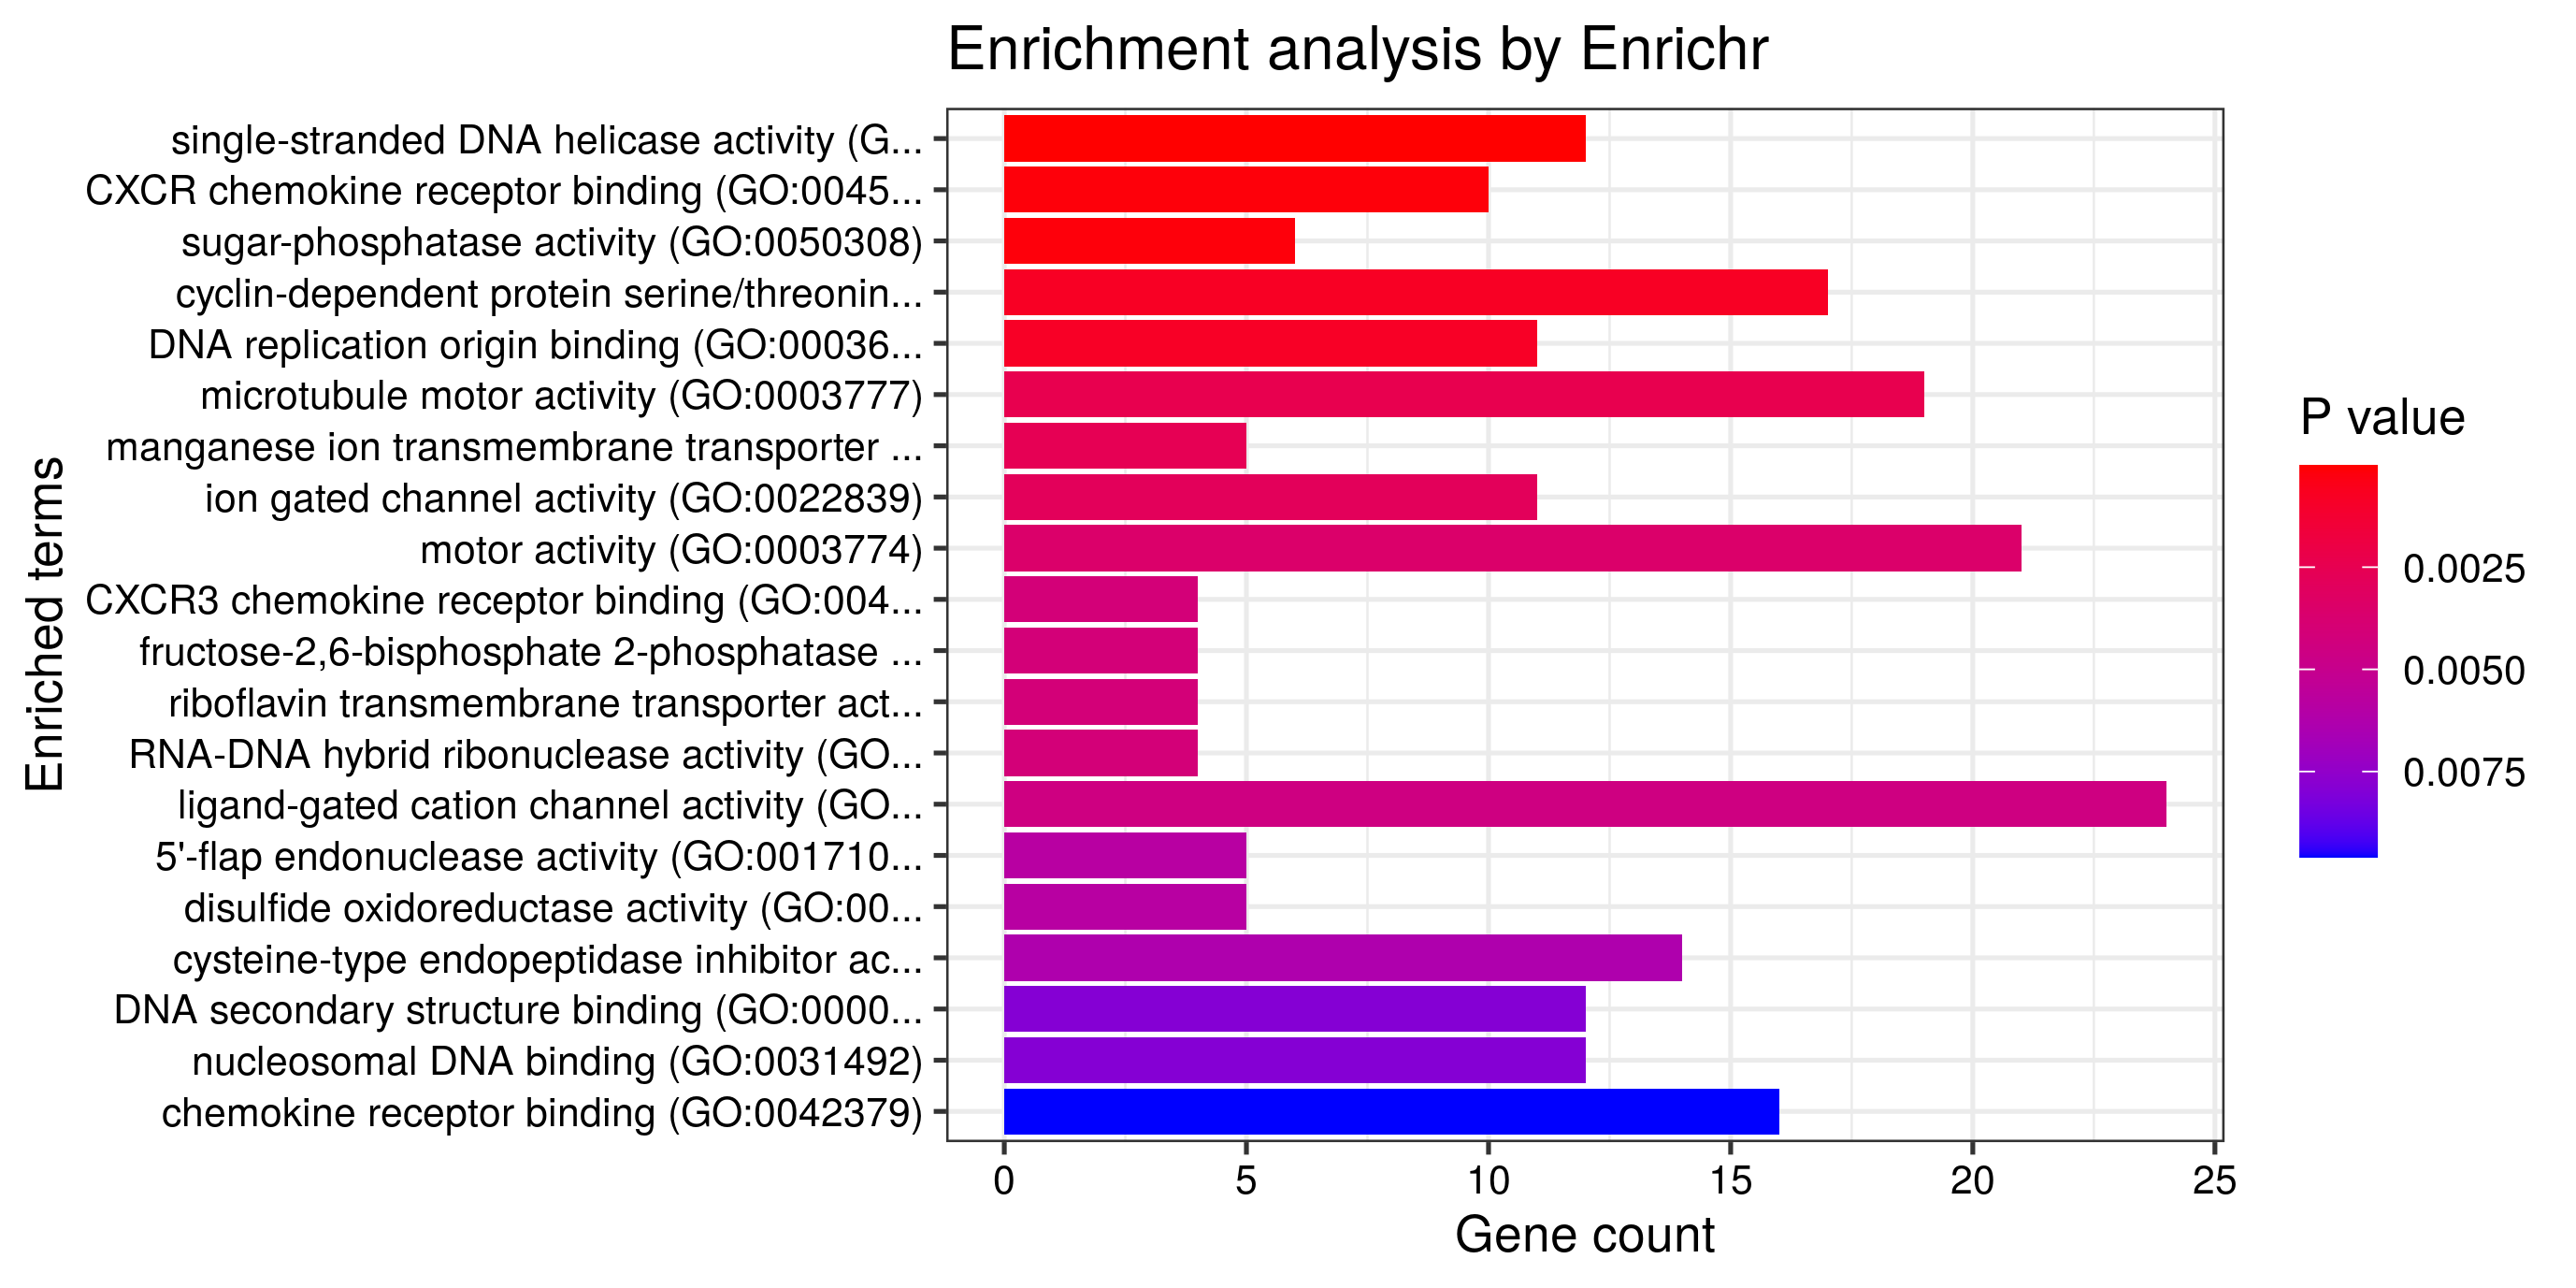 Enrichment analysis by Enrichr
single-stranded DNA helicase activity (G...
CXCR chemokine receptor binding (GO:0045...
sugar-phosphatase activity (GO:0050308)
cyclin-dependent protein serine/threonin...
DNA replication origin binding (GO:00036...
microtubule motor activity (GO:0003777)
manganese ion transmembrane transporter ...
ion gated channel activity (GO:0022839)
motor activity (GO:0003774)
CXCR3 chemokine receptor binding (GO:004...
fructose-2,6-bisphosphate 2-phosphatase ...
riboflavin transmembrane transporter act...
RNA-DNA hybrid ribonuclease activity (GO...
ligand-gated cation channel activity (GO...
5'-flap endonuclease activity (GO:001710...
disulfide oxidoreductase activity (GO:00...
cysteine-type endopeptidase inhibitor ac...
DNA secondary structure binding (GO:0000...
nucleosomal DNA binding (GO:0031492)
chemokine receptor binding (GO:0042379)
Enriched terms
0 5 10 15 20 25
Gene count
P value
0.0025
0.0050
0.0075